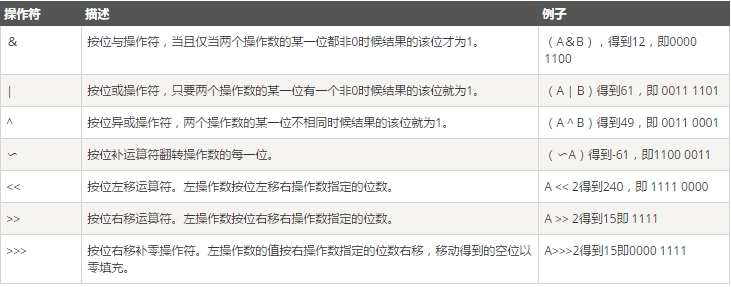 操作符 描述 例子
& 按位与操作符，当且仅当两个操作数的某一位都非0时候结果的该位才为1。 （A&B），得到12，即0000
1100
| 按位或操作符，只要两个操作数的某一位有一个非0时候结果的该位就为1。 （A | B）得到61，即 0011 1101
^ 按位异或操作符，两个操作数的某一位不相同时候结果的该位就为1。 （A ^ B）得到49，即 0011 0001
∽ 按位补运算符翻转操作数的每一位。 （∽A）得到-61，即1100 0011
<< 按位左移运算符。左操作数按位左移右操作数指定的位数。 A << 2得到240，即 1111 0000
>> 按位右移运算符。左操作数按位右移右操作数指定的位数。 A >> 2得到15即 1111
>>> 按位右移补零操作符。左操作数的值按右操作数指定的位数右移，移动得到的空位以 A>>>2得到15即0000 1111
零填充。